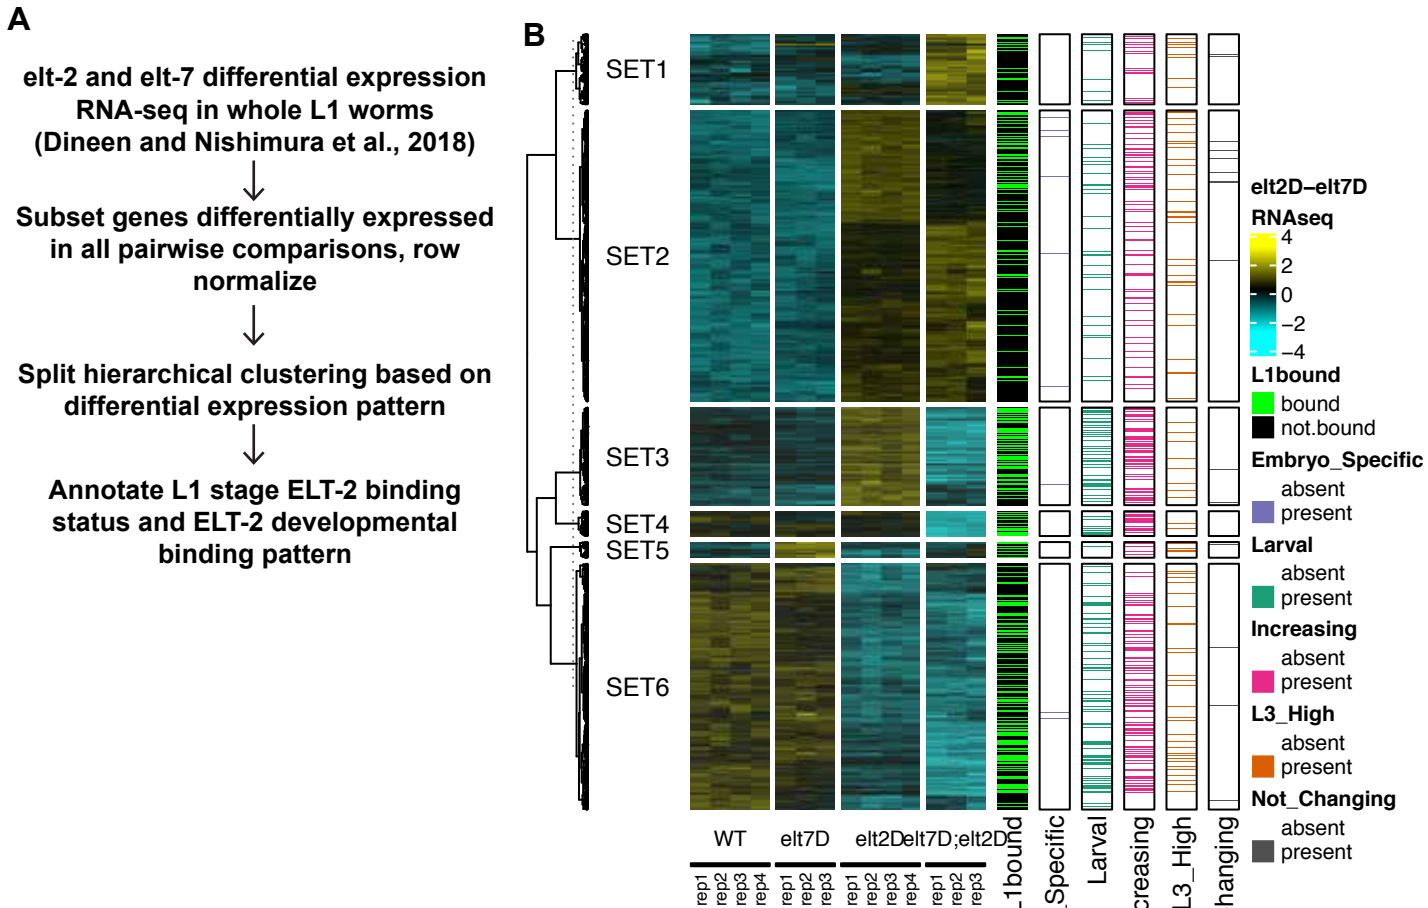 A
elt-2 and elt-7 differential expression
RNA-seq in whole L1 worms
(Dineen and Nishimura et al., 2018)
Subset genes differentially expressed
in all pairwise comparisons, row
normalize
Split hierarchical clustering based on
differential expression pattern
Annotate L1 stage ELT-2 binding
status and ELT-2 developmental
binding pattern
B
SET1
SET2
SET3
SET4
SET5
SET6
WT
elt7D
elt2D
elt7D;elt2D
rep1
rep2
rep3
rep4
rep1
rep2
rep3
rep1
rep2
rep3
rep4
rep1
rep2
rep3
L1bound
_Specific
Larval
creasing
L3_High
hanging
elt2D–elt7D
RNAseq
4
2
0
−2
−4
L1bound
bound
not.bound
Embryo_Specific
absent
present
Larval
absent
present
Increasing
absent
present
L3_High
absent
present
Not_Changing
absent
present